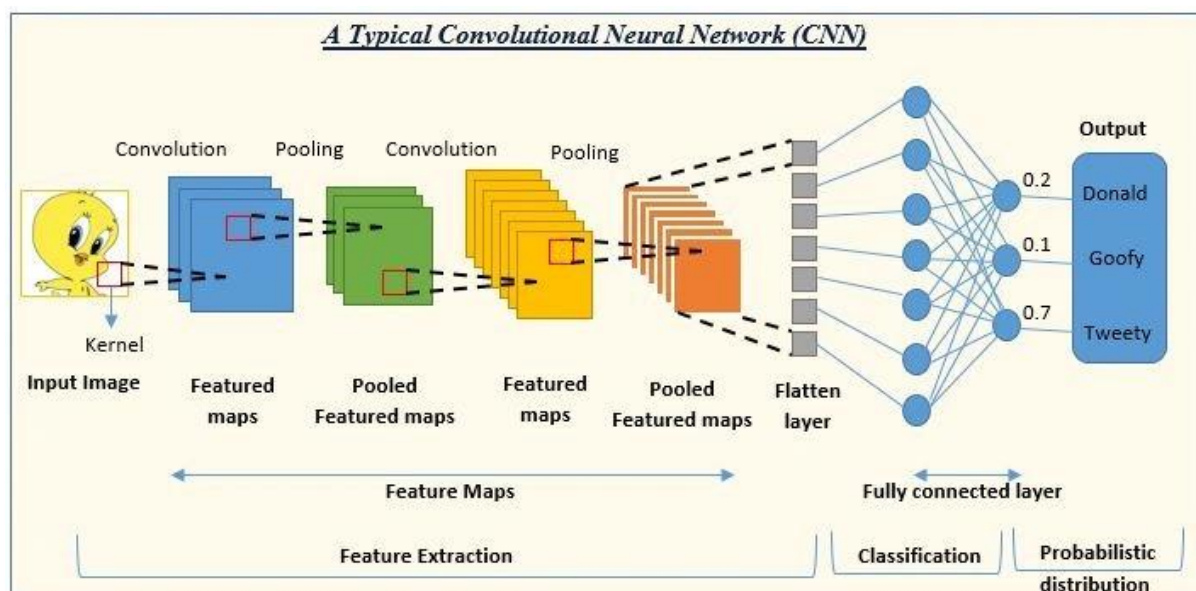 A Typical Convolutional Neural Network (CNN)
Convolution
Pooling
Convolution
Pooling
Output
0.2
Donald
0.1
Goofy
0.7
Tweety
Kernel
Input Image
Featured
maps
Pooled
Featured maps
Featured
maps
Pooled
Featured maps
Flatten
layer
Feature Maps
Fully connected layer
Feature Extraction
Classification
Probabilistic
distribution